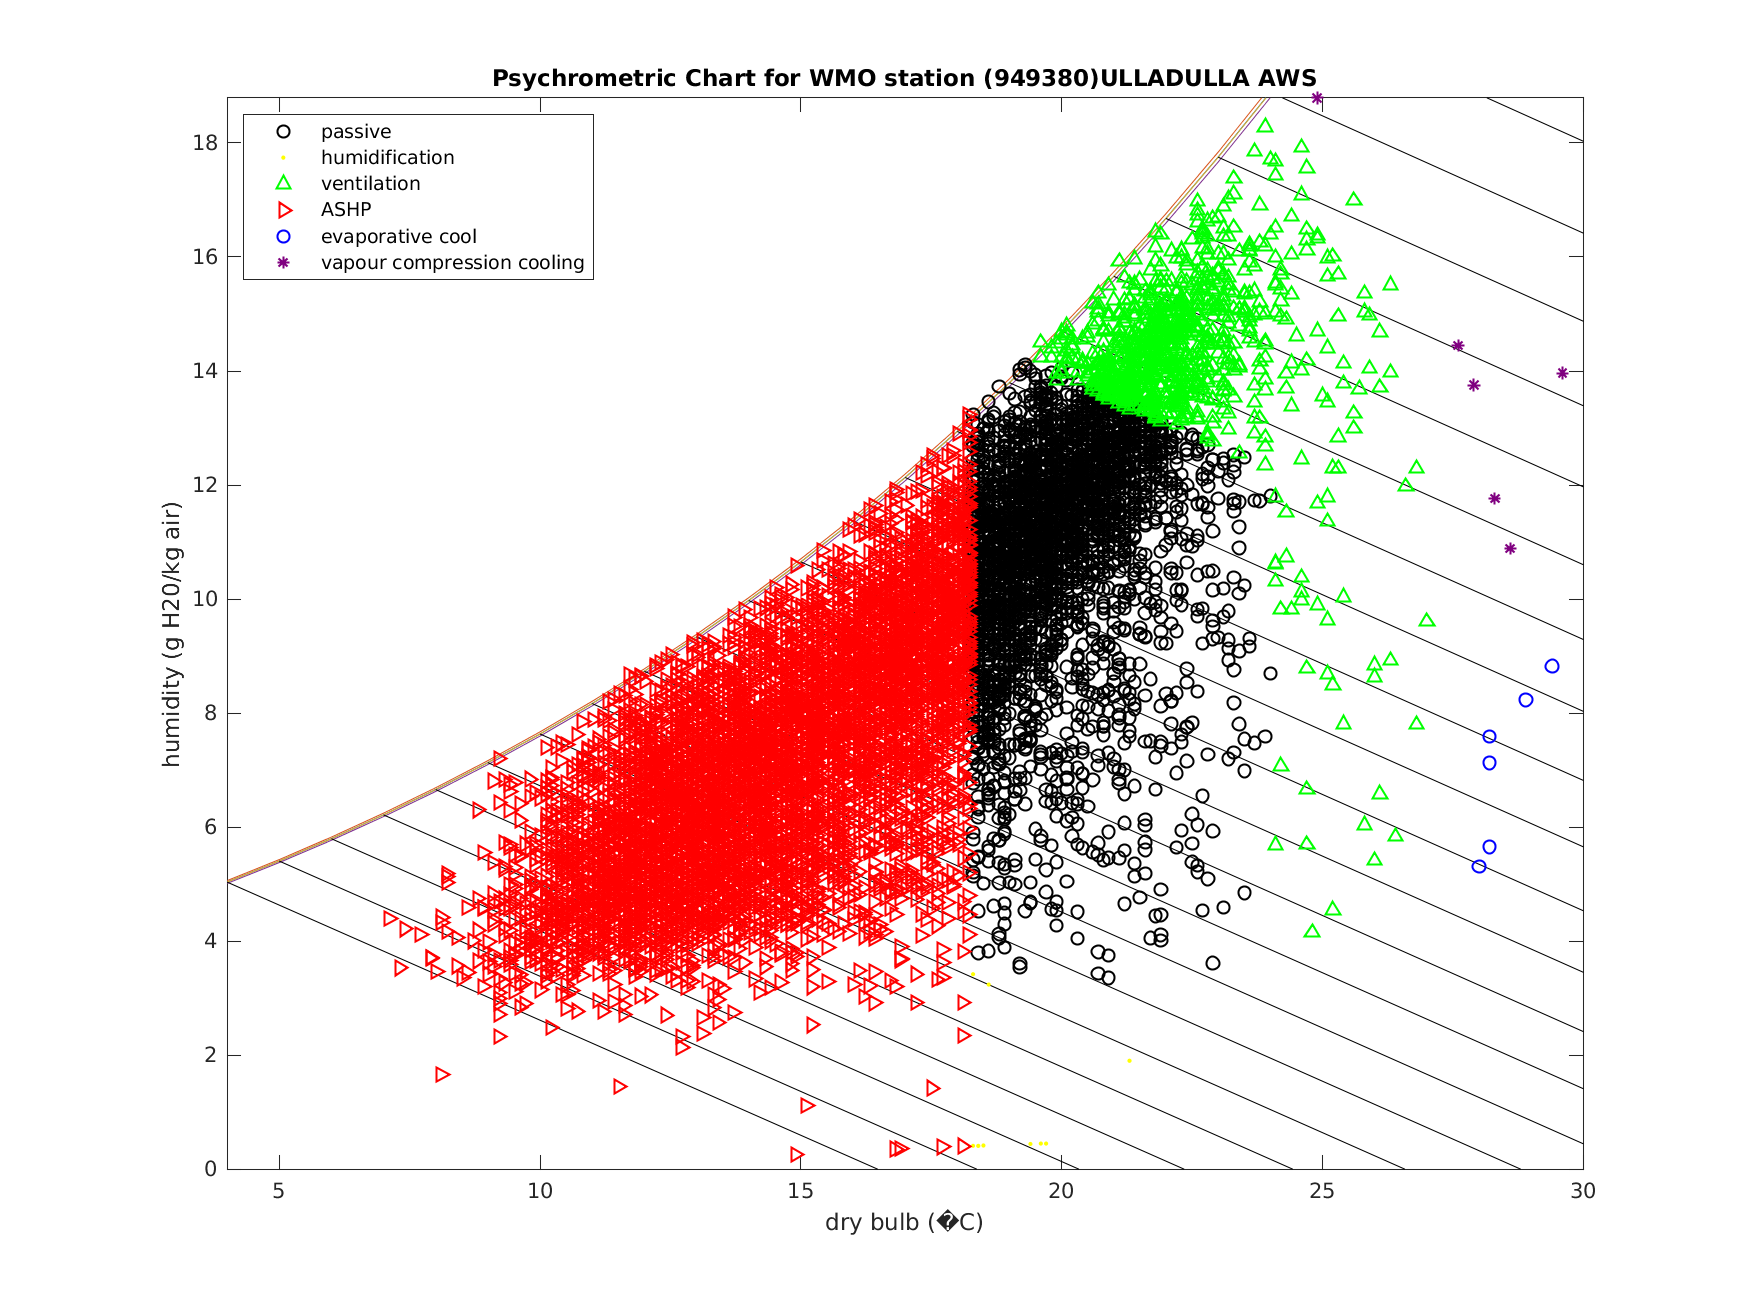 Psychrometric Chart for WMO station (949380)ULLADULLA AWS
passive
humidification
ventilation
ASHP
evaporative cool
vapour compression cooling
humidity (g H20/kg air)
18
16
14
12
10
8
6
4
2
0
5 10 15 20 25 30
dry bulb (�C)